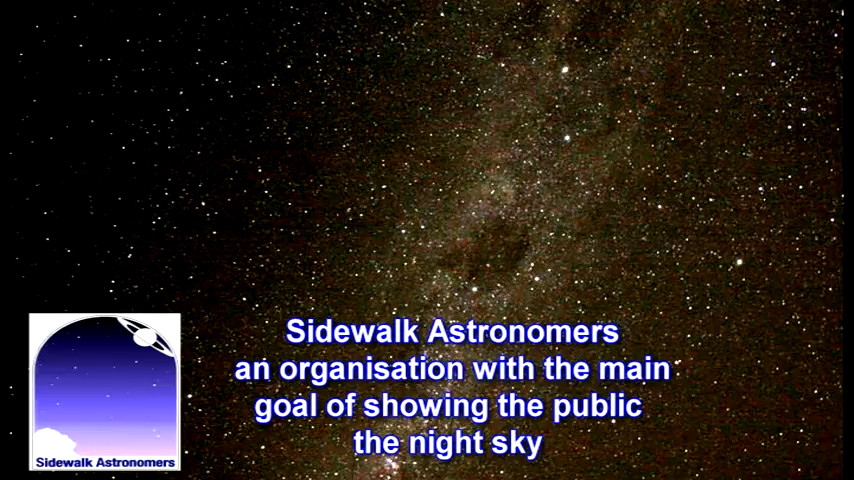 Sidewalk Astronomers
an organisation with the main
goal of showing the public
the night sky
Sidewalk Astronomers